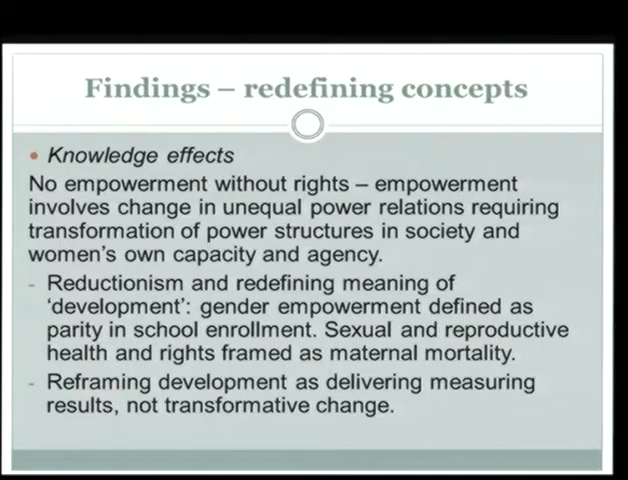 Findings – redefining concepts
• Knowledge effects
No empowerment without rights – empowerment
involves change in unequal power relations requiring
transformation of power structures in society and
women's own capacity and agency.
- Reductionism and redefining meaning of
'development': gender empowerment defined as
parity in school enrollment. Sexual and reproductive
health and rights framed as maternal mortality.
- Reframing development as delivering measuring
results, not transformative change.